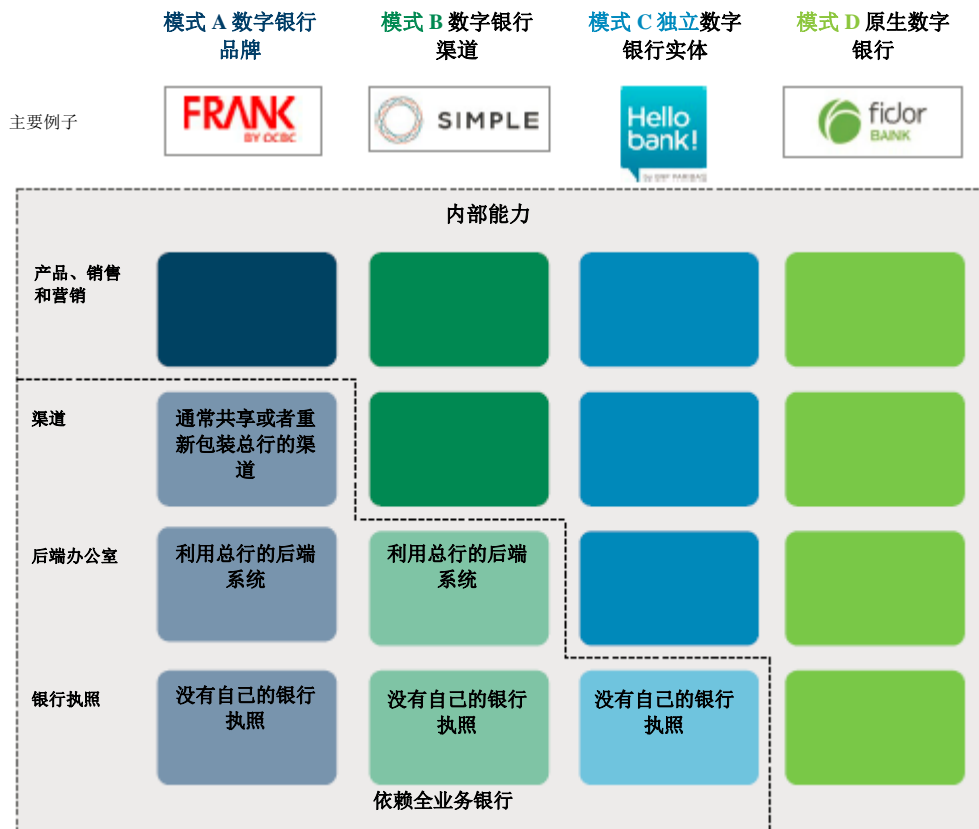 模式 A 数字银行
品牌
模式 B 数字银行
渠道
模式 C 独立数字
银行实体
模式 D 原生数字
银行
主要例子
FRANK
BY OCBC
SIMPLE
Hello
bank!
by BNP PARIBAS
fidor
BANK
内部能力
产品、销售
和营销
渠道
通常共享或者重
新包装总行的渠
道
后端办公室
利用总行的后端
系统
利用总行的后端
系统
银行执照
没有自己的银行
执照
没有自己的银行
执照
没有自己的银行
执照
依赖全业务银行